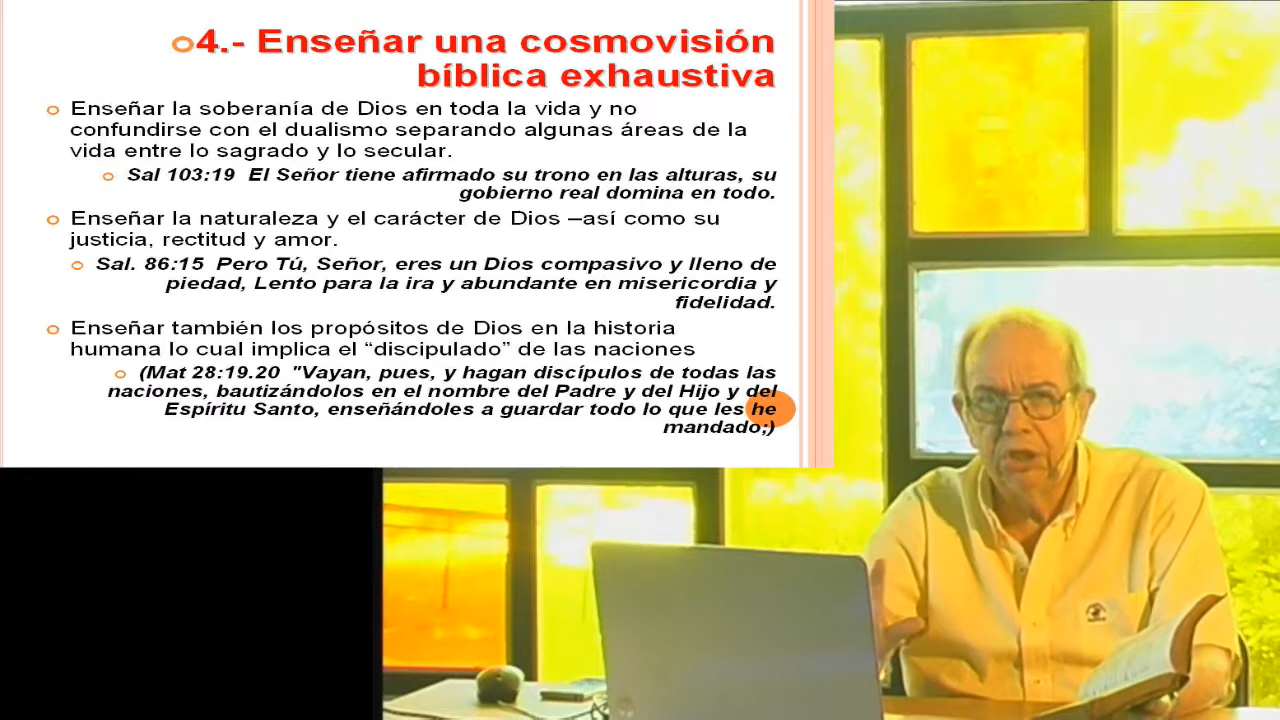 4.- Enseñar una cosmovisión
bíblica exhaustiva
Enseñar la soberanía de Dios en toda la vida y no
confundirse con el dualismo separando algunas áreas de la
vida entre lo sagrado y lo secular.
Sal 103:19 El Señor tiene afirmado su trono en las alturas, su
gobierno real domina en todo.
Enseñar la naturaleza y el carácter de Dios –así como su
justicia, rectitud y amor.
Sal. 86:15 Pero Tú, Señor, eres un Dios compasivo y lleno de
piedad, Lento para la ira y abundante en misericordia y
fidelidad.
Enseñar también los propósitos de Dios en la historia
humana lo cual implica el “discipulado” de las naciones
(Mat 28:19.20 "Vayan, pues, y hagan discípulos de todas las
naciones, bautizándolos en el nombre del Padre y del Hijo y del
Espíritu Santo, enseñándoles a guardar todo lo que les he
mandado;)